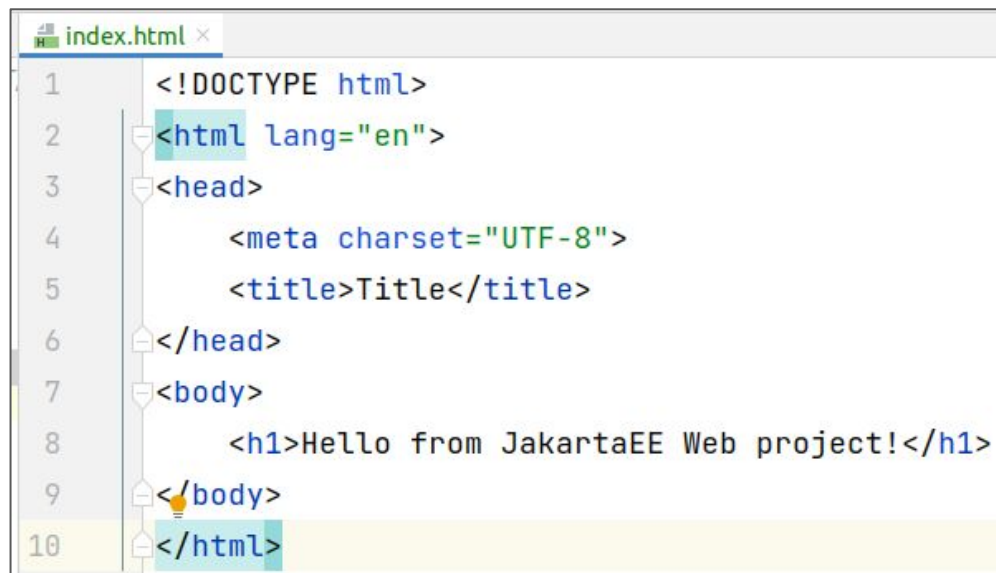 index.html
1 <!DOCTYPE html>
2 <html lang="en">
3 <head>
4     <meta charset="UTF-8">
5     <title>Title</title>
6 </head>
7 <body>
8     <h1>Hello from JakartaEE Web project!</h1>
9 </body>
10 </html>